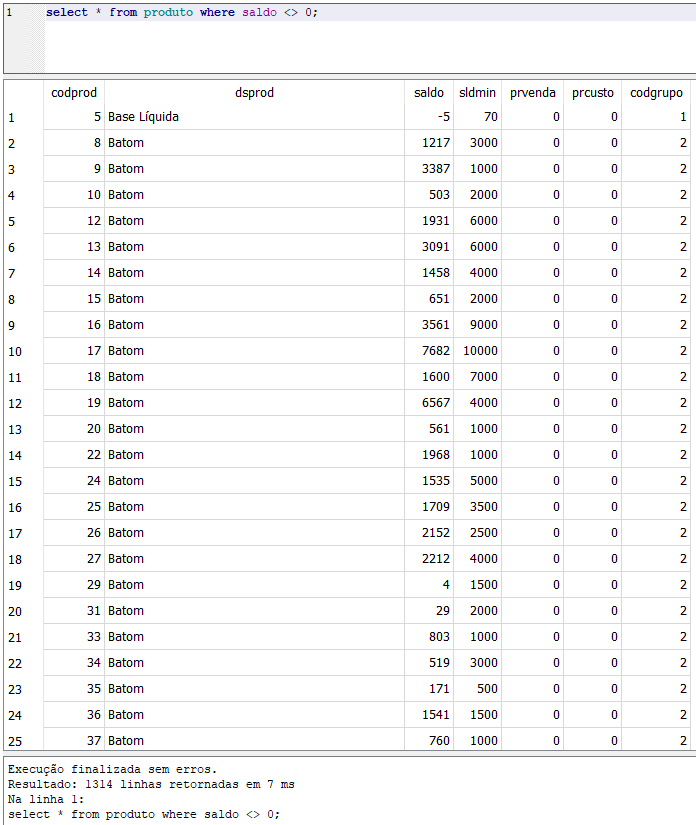 1 select * from produto where saldo <> 0;
codprod dsprod saldo sldmin prvenda prcusto codgrupo
1 5 Base Líquida -5 70 0 0 1
2 8 Batom 1217 3000 0 0 2
3 9 Batom 3387 1000 0 0 2
4 10 Batom 503 2000 0 0 2
5 12 Batom 1931 6000 0 0 2
6 13 Batom 3091 6000 0 0 2
7 14 Batom 1458 4000 0 0 2
8 15 Batom 651 2000 0 0 2
9 16 Batom 3561 9000 0 0 2
10 17 Batom 7682 10000 0 0 2
11 18 Batom 1600 7000 0 0 2
12 19 Batom 6567 4000 0 0 2
13 20 Batom 561 1000 0 0 2
14 22 Batom 1968 1000 0 0 2
15 24 Batom 1535 5000 0 0 2
16 25 Batom 1709 3500 0 0 2
17 26 Batom 2152 2500 0 0 2
18 27 Batom 2212 4000 0 0 2
19 29 Batom 4 1500 0 0 2
20 31 Batom 29 2000 0 0 2
21 33 Batom 803 1000 0 0 2
22 34 Batom 519 3000 0 0 2
23 35 Batom 171 500 0 0 2
24 36 Batom 1541 1500 0 0 2
25 37 Batom 760 1000 0 0 2
Execução finalizada sem erros.
Resultado: 1314 linhas retornadas em 7 ms
Na linha 1:
select * from produto where saldo <> 0;